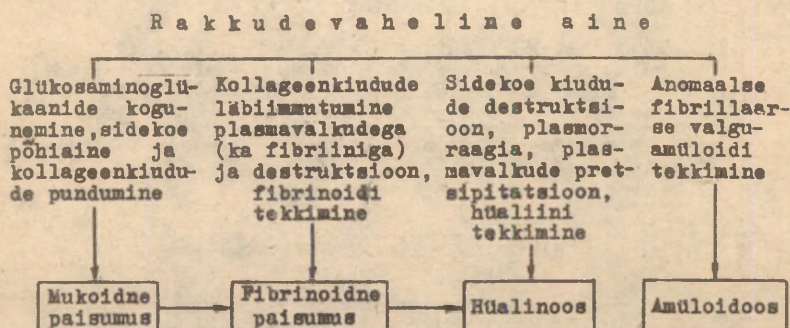 Rakkudevaheline aine
Glükosaminoglü-
kaanide kogu-
nemine, sidekoe
põhiaine ja
kollageenkiudu-
de pundumine
Kollageenkiudude
läbiimmutumine
plasmavalkudega
(ka fibriiniga)
ja destruktsioon,
fibrinoidi
tekkimine
Sidekoe kiudu-
de destruktsi-
oon, plasmor-
raagia, plas-
mavalkude pret-
sipitatsioon,
hüaliini
tekkimine
Anomaalse
fibrillaar-
se valgu-
amüloidi
tekkimine
Mukoidne
paisumus
Fibrinoidne
paisumus
Hüalinoos
Amüloidoos